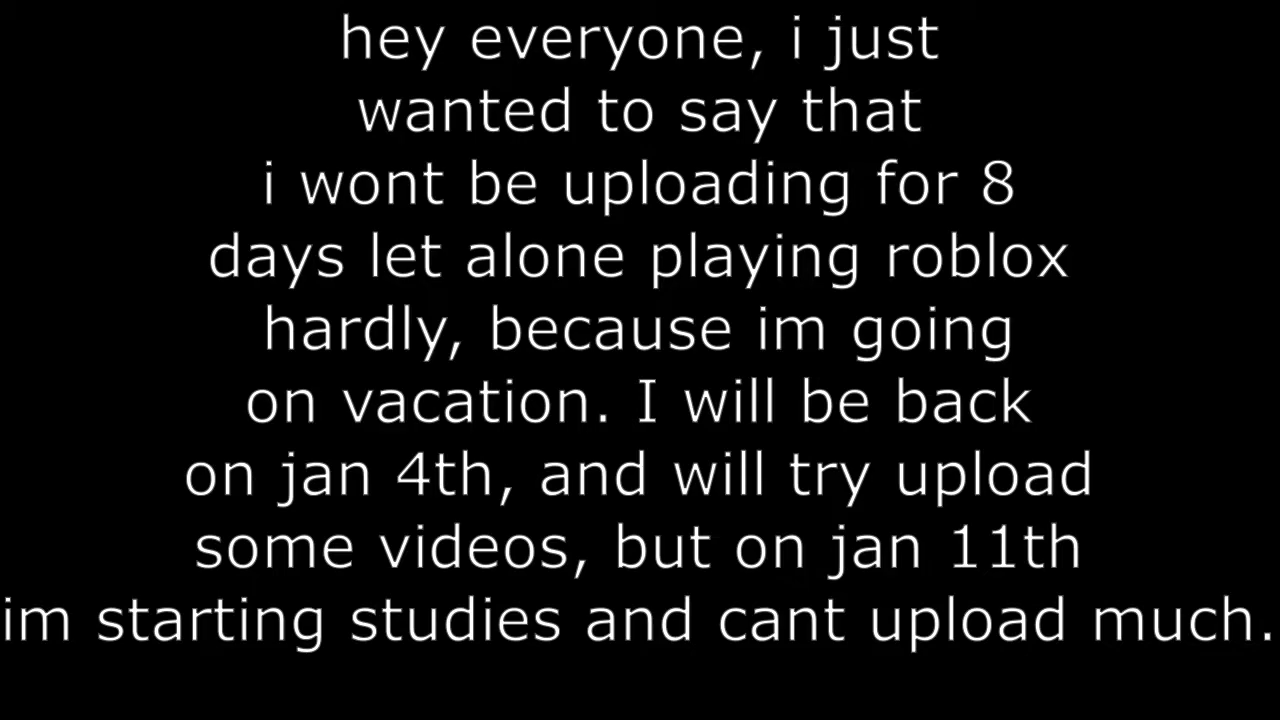 hey everyone, i just
wanted to say that
i wont be uploading for 8
days let alone playing roblox
hardly, because im going
on vacation. I will be back
on jan 4th, and will try upload
some videos, but on jan 11th
im starting studies and cant upload much.